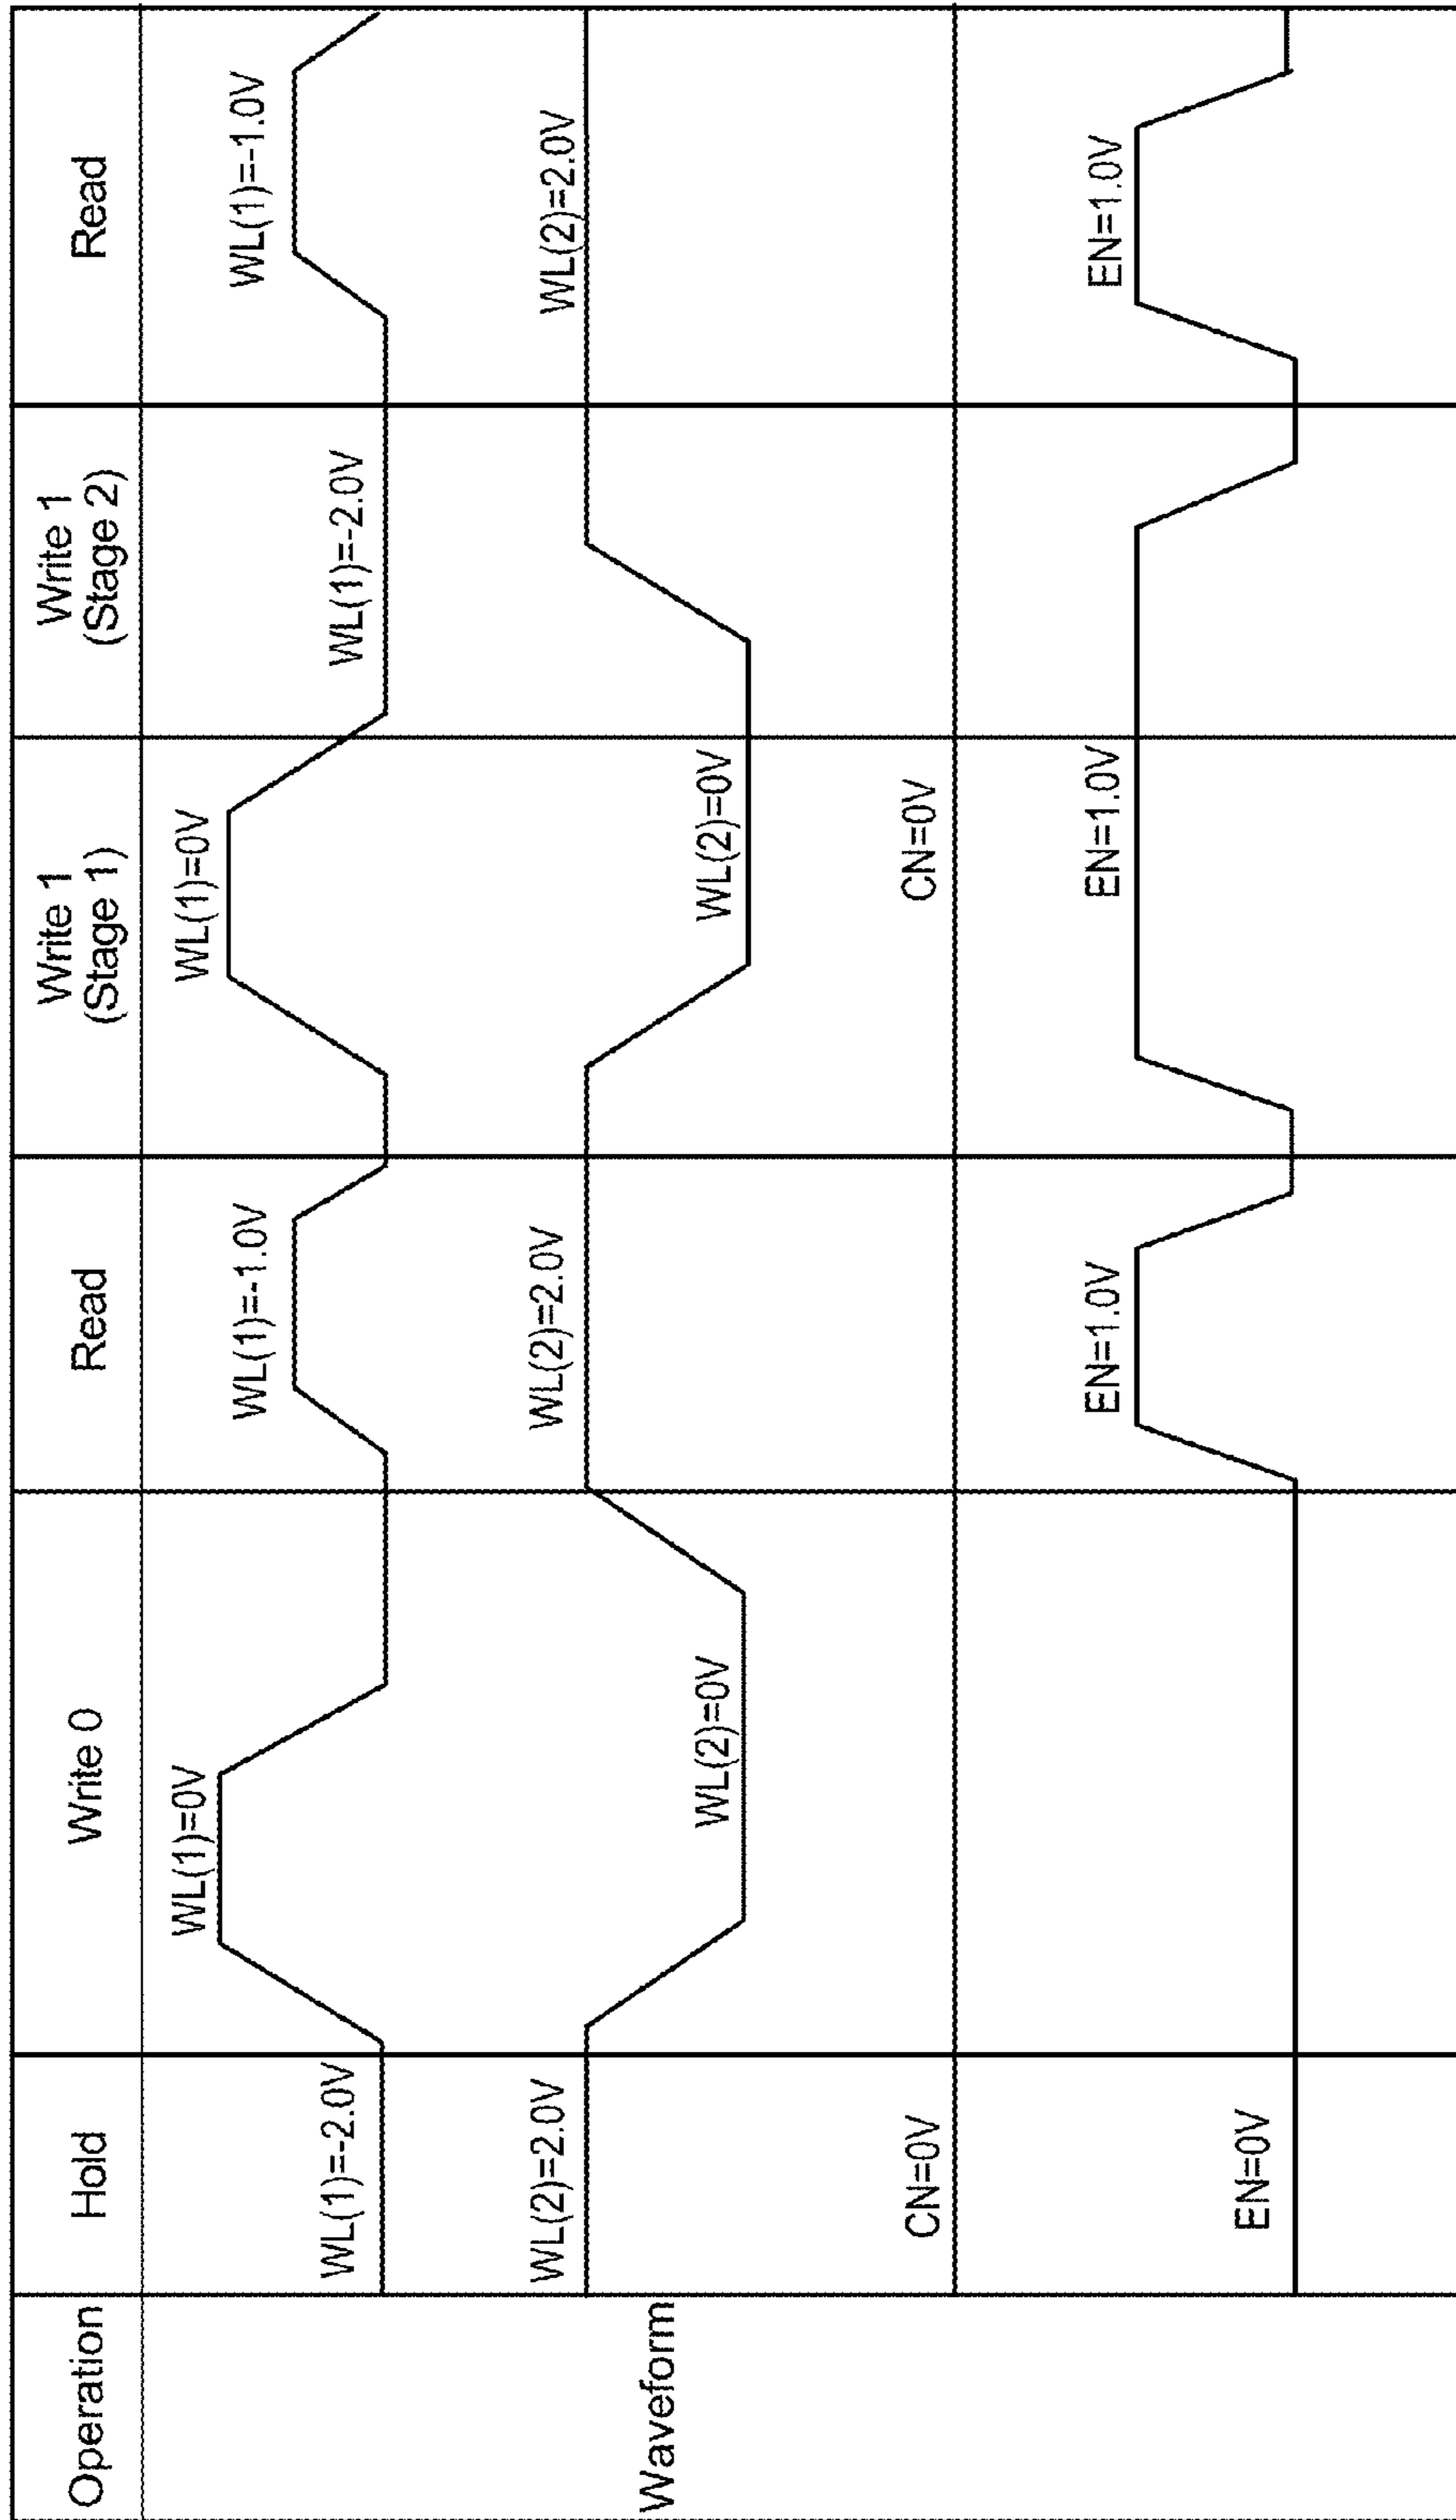 Operation
Hold
Write 0
Read
Write 1
(Stage 1)
Write 1
(Stage 2)
Read
Waveform
WL(1)=-2.0V
WL(1)=0V
WL(1)=-1.0V
WL(1)=0V
WL(1)=-2.0V
WL(1)=-1.0V
WL(2)=2.0V
WL(2)=0V
WL(2)=2.0V
WL(2)=0V
WL(2)=2.0V
CN=0V
CN=0V
EN=0V
EN=1.0V
EN=1.0V
EN=1.0V